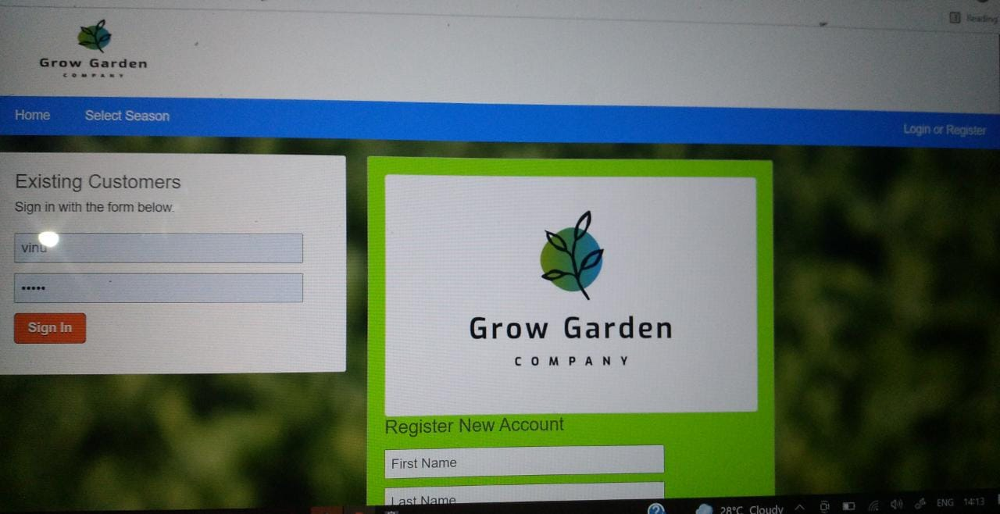 Reading
Grow Garden
COMPANY
Home
Select Season
Login or Register
Existing Customers
Sign in with the form below.
vinu
•••••
Sign In
Grow Garden
COMPANY
Register New Account
First Name
Last Name
28°C Cloudy
ENG
14:13